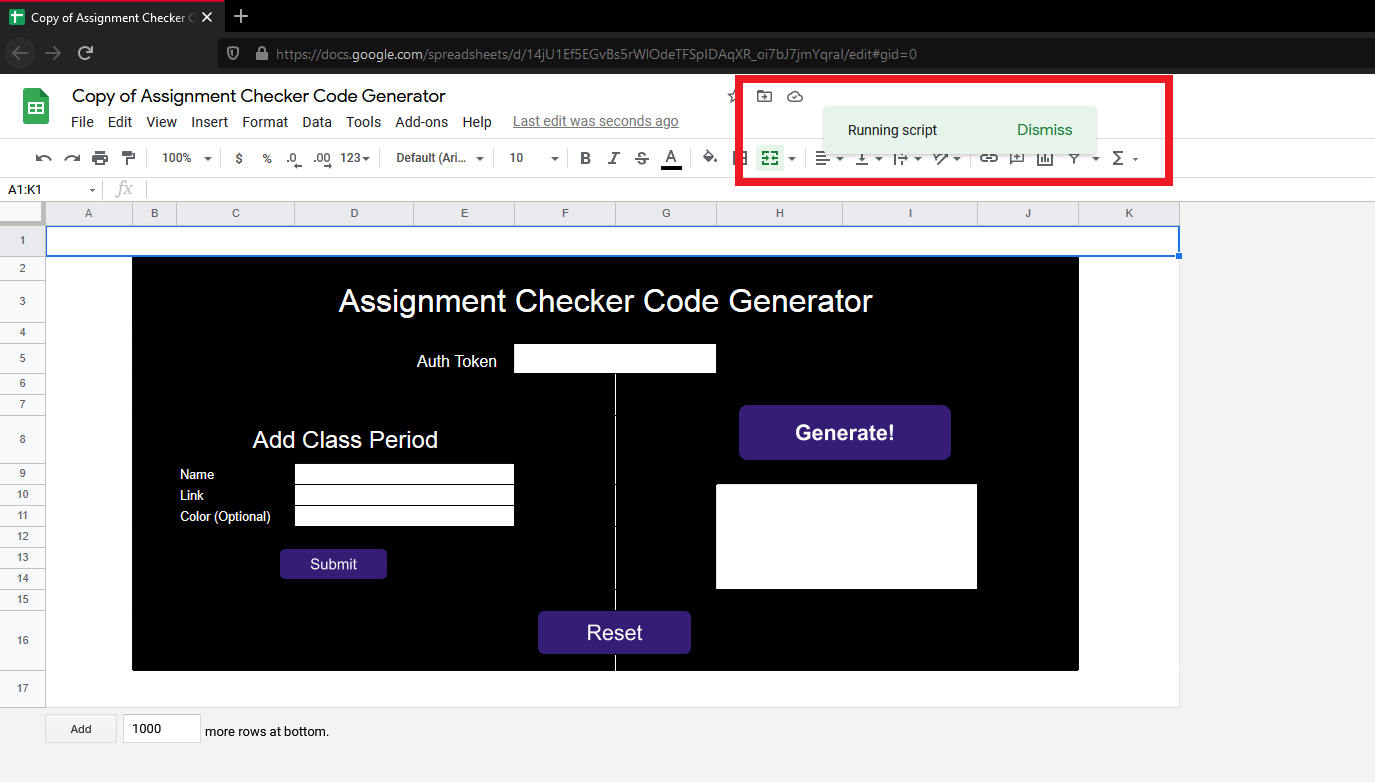 Copy of Assignment Checker C
https://docs.google.com/spreadsheets/d/14jU1Ef5EGvBs5rWlOdeTFSpIDAqXR_oi7bJ7jmYqraI/edit#gid=0
Copy of Assignment Checker Code Generator
File Edit View Insert Format Data Tools Add-ons Help Last edit was seconds ago
Running script Dismiss
100% $ % .0 .00 123 Default (Ari... 10 B I S A Σ
A1:K1 fx
A B C D E F G H I J K
1
2
3 Assignment Checker Code Generator
4
5 Auth Token
6
7
8 Add Class Period Generate!
9 Name
10 Link
11 Color (Optional)
12
13 Submit
14
15
16 Reset
17
Add 1000 more rows at bottom.